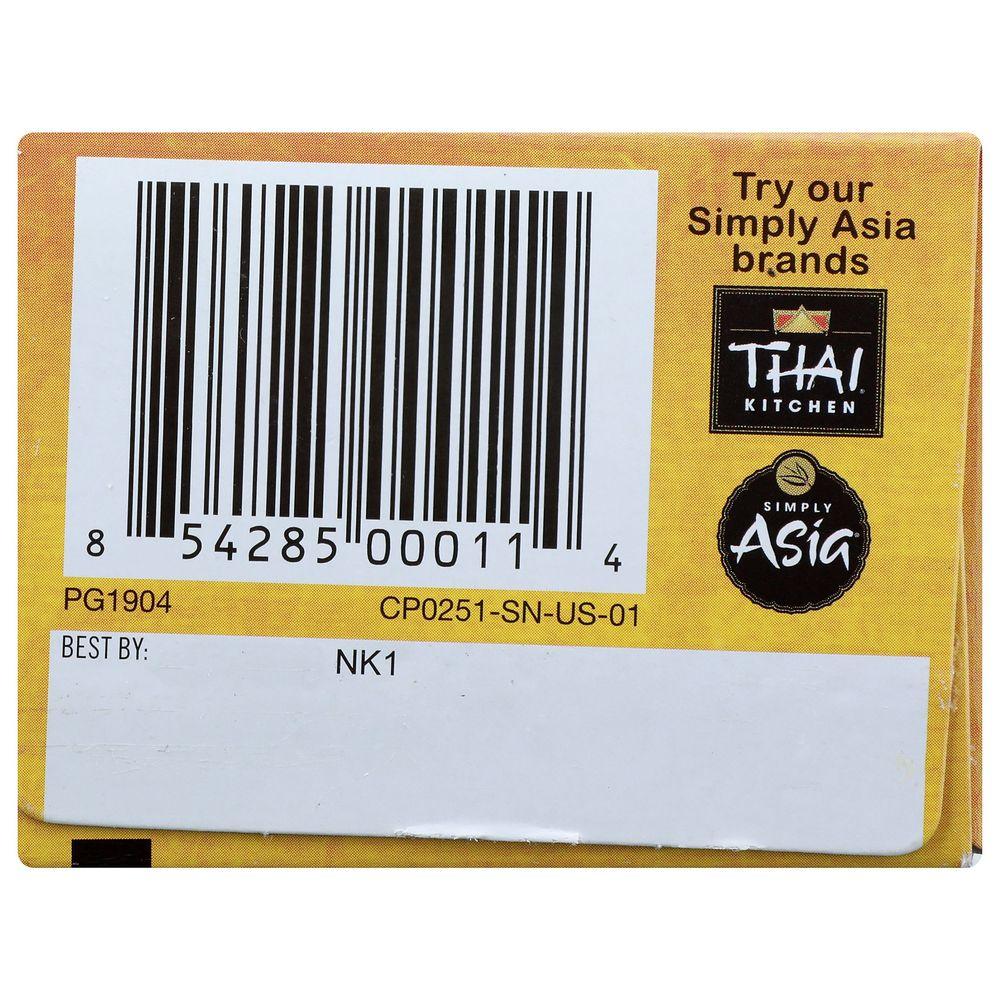 Try our
Simply Asia
brands
THAI
KITCHEN
SIMPLY
Asia
8 54285 00011 4
PG1904 CP0251-SN-US-01
BEST BY: NK1